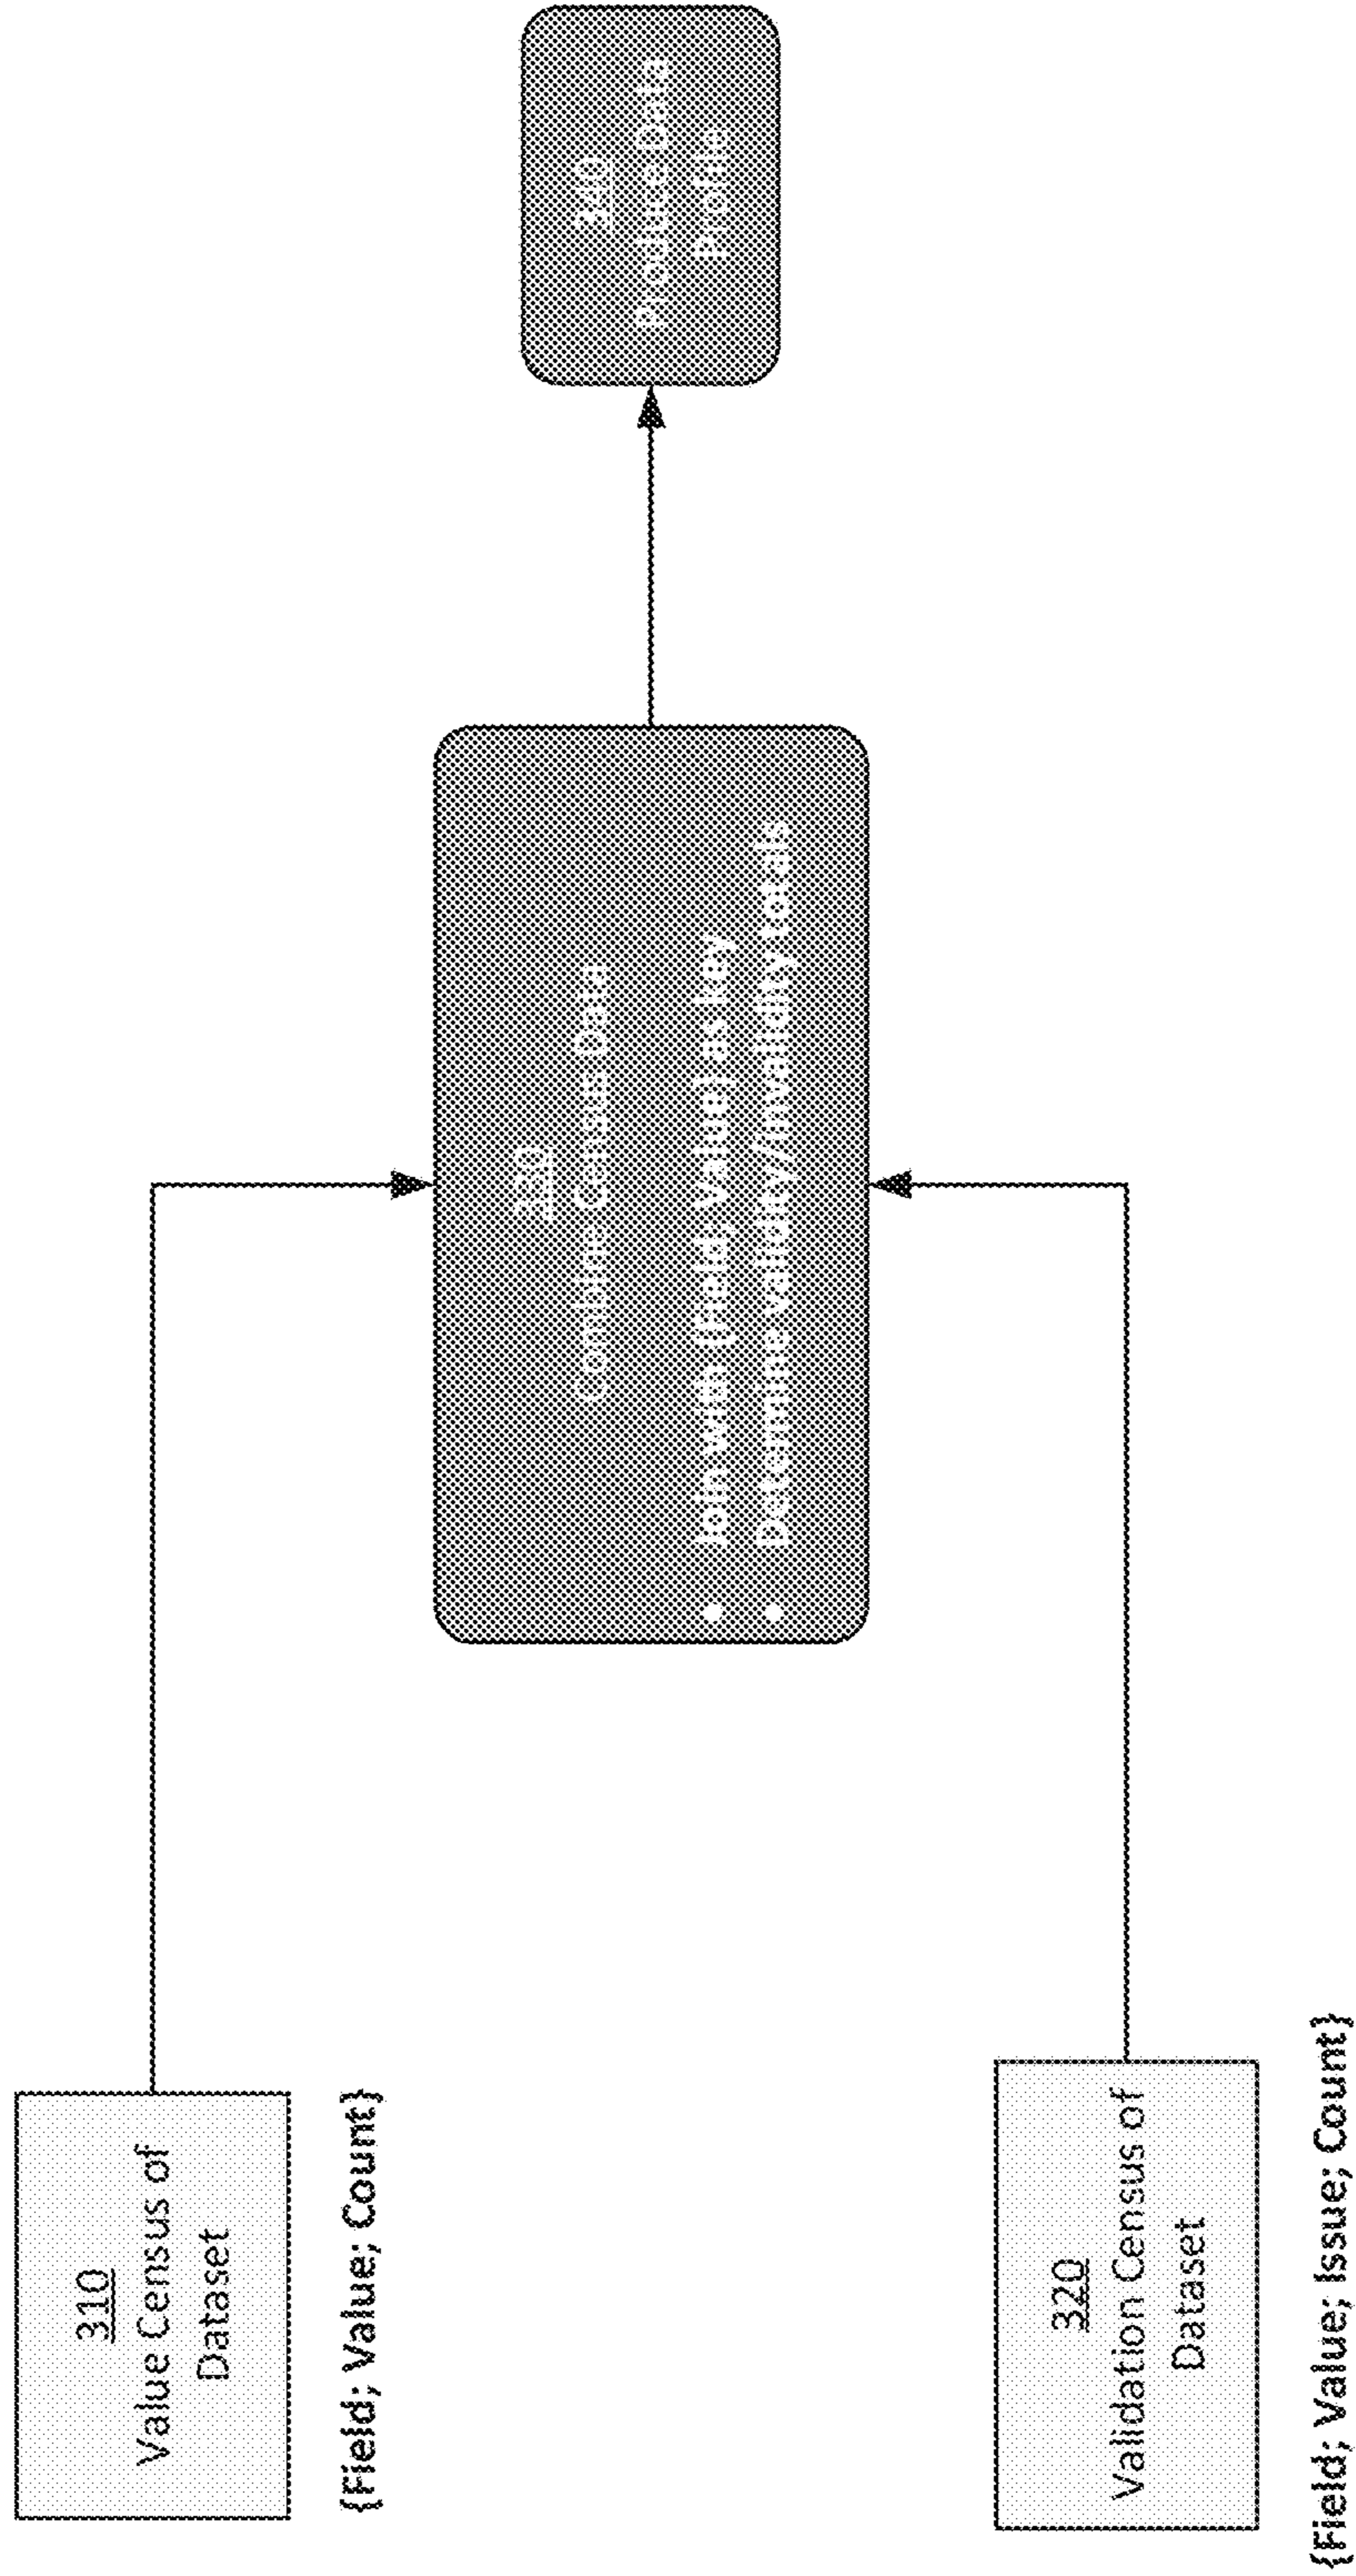 310
Value Census of
Dataset
{Field; Value; Count}
320
Validation Census of
Dataset
{Field; Value; Issue; Count}
330
Combine Census Data
• Join with {Field; Value} as key
• Determine validity/invalidity totals
340
Produce Data
Profile